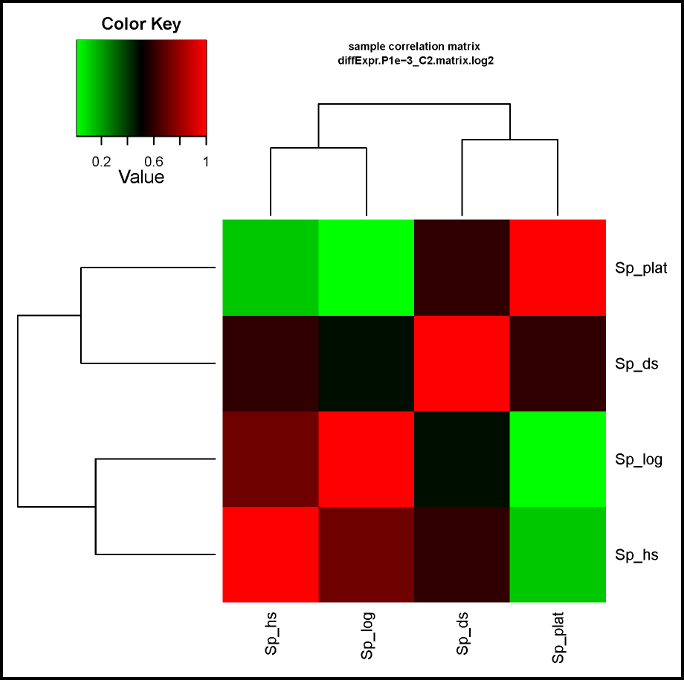 Color Key
0.2 0.6 1
Value
sample correlation matrix
diffExpr.P1e−3_C2.matrix.log2
Sp_plat
Sp_ds
Sp_log
Sp_hs
Sp_hs
Sp_log
Sp_ds
Sp_plat